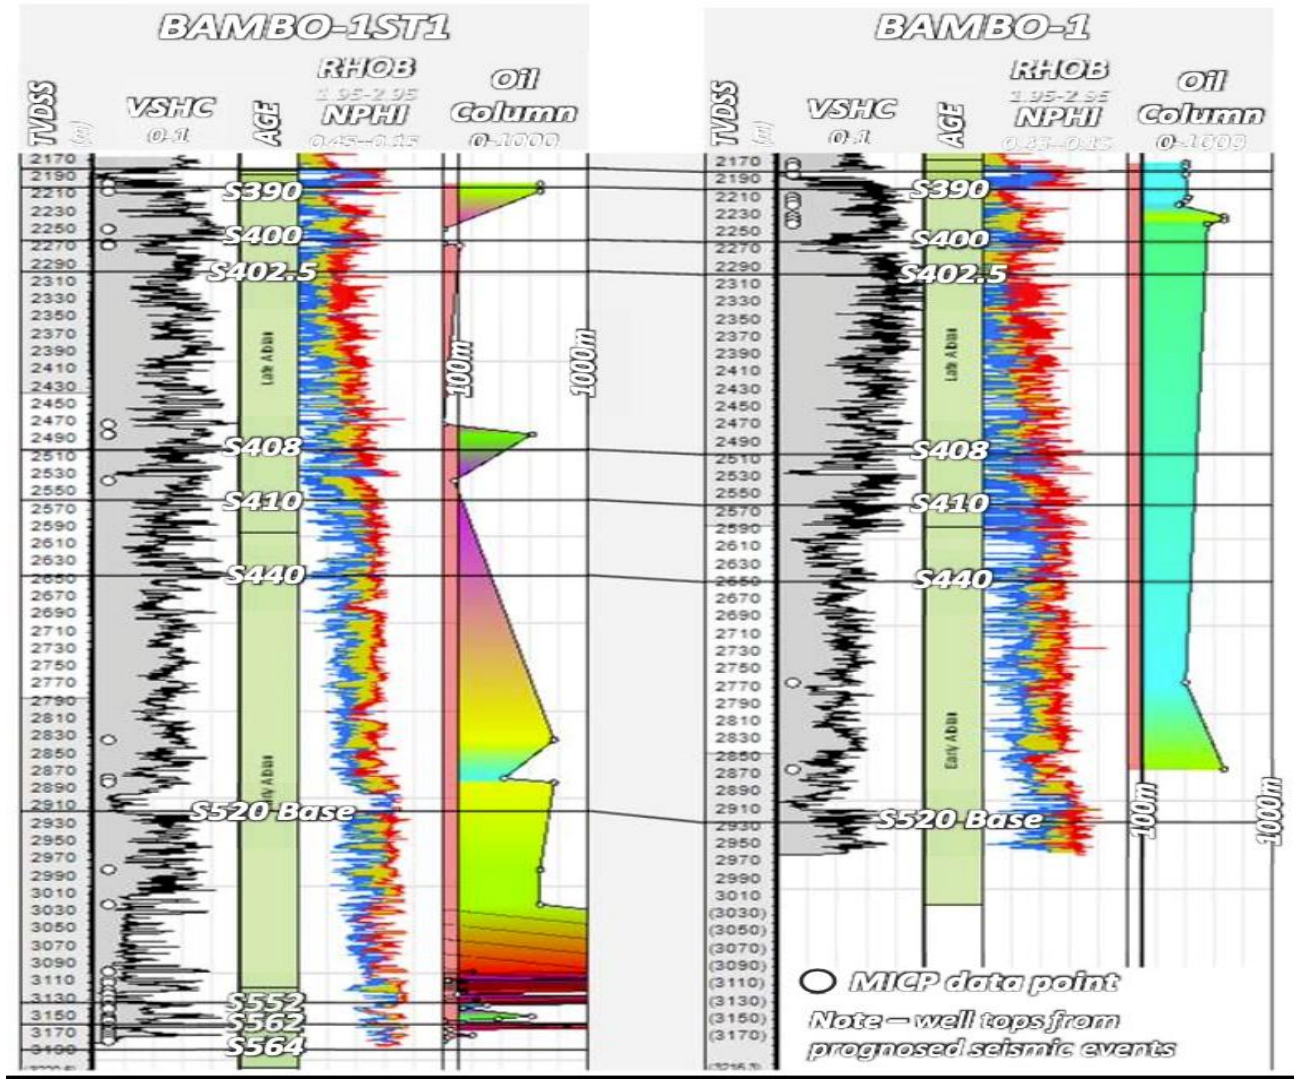 BAMBO-1ST1
TVDSS
(m)
VSHC
0-1
AGE
RHOB
1.95-2.95
NPHI
0.45--0.15
Oil
Column
0-1000
2170
2190
2210
2230
2250
2270
2290
2310
2330
2350
2370
2390
2410
2430
2450
2470
2490
2510
2530
2550
2570
2590
2610
2630
2650
2670
2690
2710
2730
2750
2770
2790
2810
2830
2850
2870
2890
2910
2930
2950
2970
2990
3010
3030
3050
3070
3090
3110
3130
3150
3170
3190
S390
S400
S402.5
Late Albian
S408
S410
S440
Early Albian
S520 Base
S552
S562
S564
100m
1000m
BAMBO-1
TVDSS
(m)
VSHC
0-1
AGE
RHOB
1.95-2.95
NPHI
0.45--0.15
Oil
Column
0-1000
2170
2190
2210
2230
2250
2270
2290
2310
2330
2350
2370
2390
2410
2430
2450
2470
2490
2510
2530
2550
2570
2590
2610
2630
2650
2670
2690
2710
2730
2750
2770
2790
2810
2830
2850
2870
2890
2910
2930
2950
2970
2990
3010
(3030)
(3050)
(3070)
(3090)
(3110)
(3130)
(3150)
(3170)
S390
S400
S402.5
Late Albian
S408
S410
S440
Early Albian
S520 Base
100m
1000m
MICP data point
Note – well tops from
prognosed seismic events